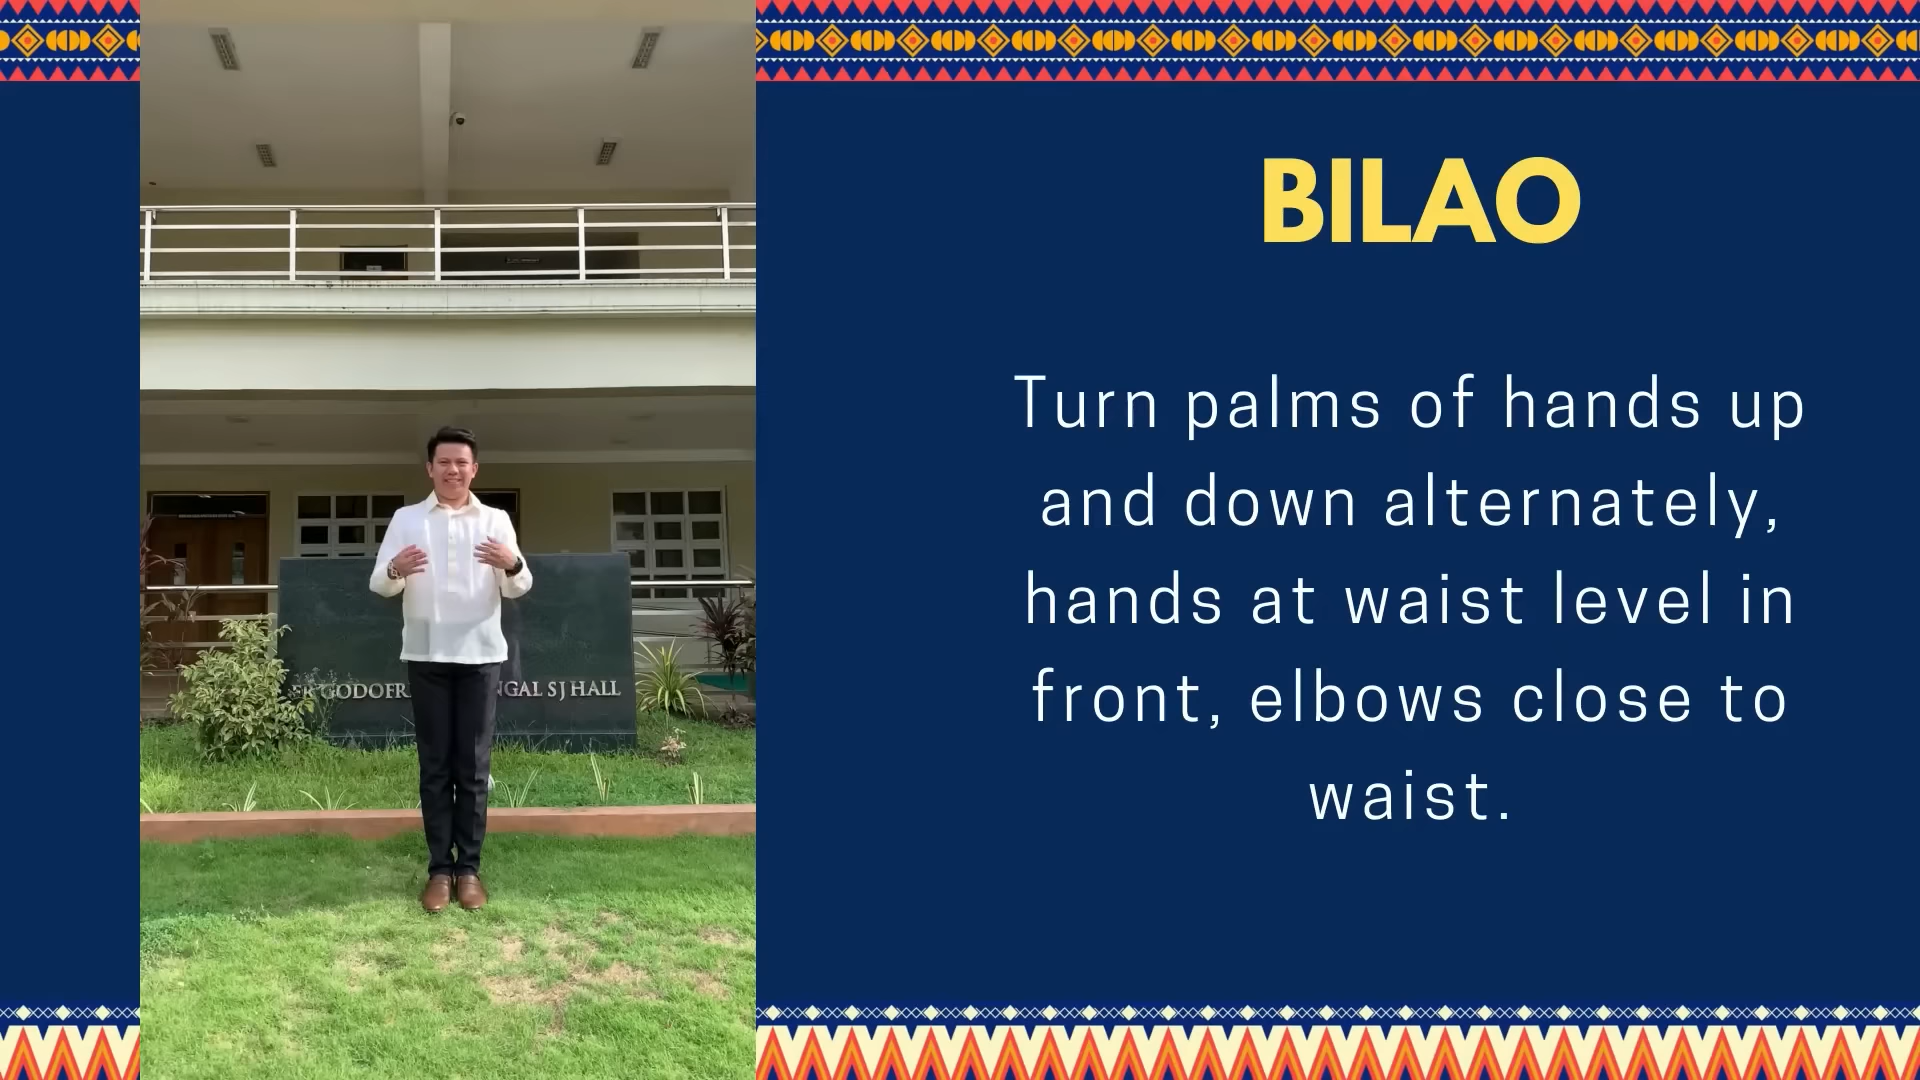 BILAO
Turn palms of hands up
and down alternately,
hands at waist level in
front, elbows close to
waist.
SJ HALL